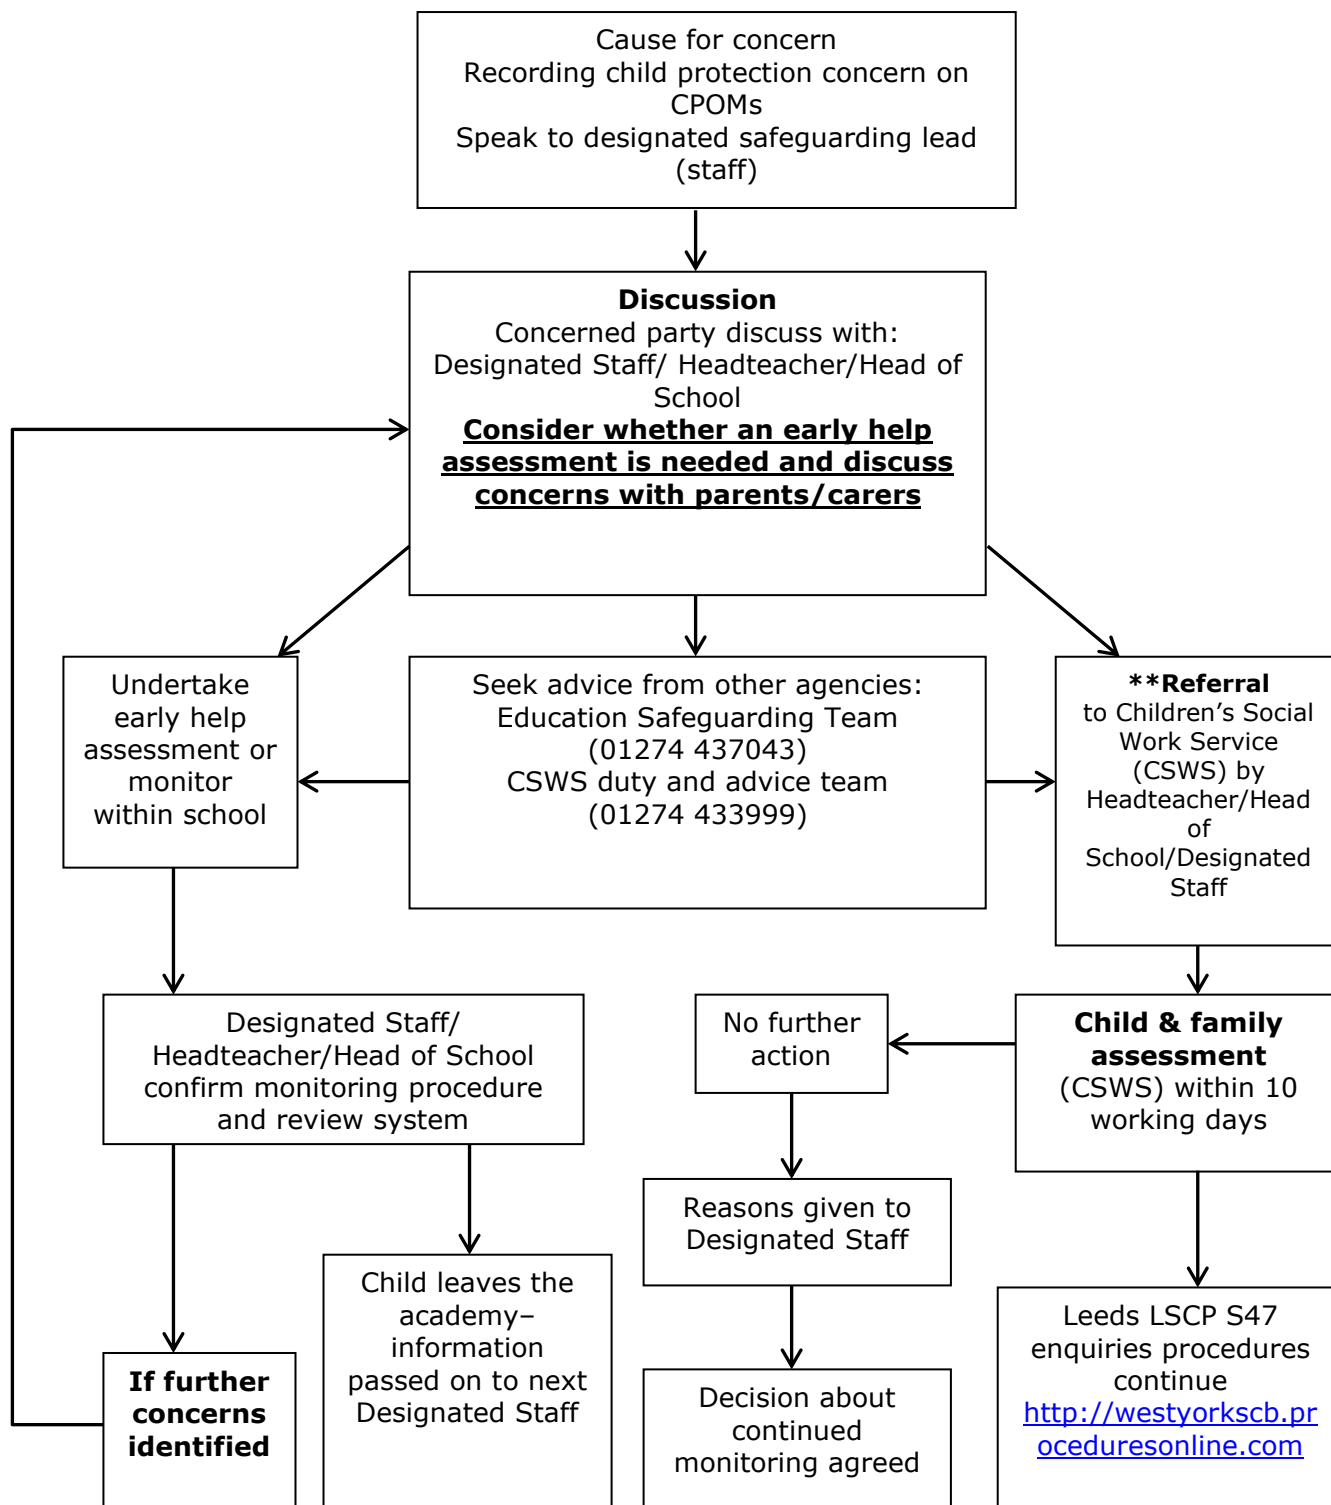 Cause for concern
Recording child protection concern on
CPOMs
Speak to designated safeguarding lead
(staff)
Discussion
Concerned party discuss with:
Designated Staff/ Headteacher/Head of
School
Consider whether an early help
assessment is needed and discuss
concerns with parents/carers
Undertake
early help
assessment or
monitor
within school
Seek advice from other agencies:
Education Safeguarding Team
(01274 437043)
CSWS duty and advice team
(01274 433999)
**Referral
to Children’s Social
Work Service
(CSWS) by
Headteacher/Head
of
School/Designated
Staff
Designated Staff/
Headteacher/Head of School
confirm monitoring procedure
and review system
No further
action
Child & family
assessment
(CSWS) within 10
working days
Reasons given to
Designated Staff
If further
concerns
identified
Child leaves the
academy–
information
passed on to next
Designated Staff
Decision about
continued
monitoring agreed
Leeds LSCP S47
enquiries procedures
continue
http://westyorkscb.pr
oceduresonline.com